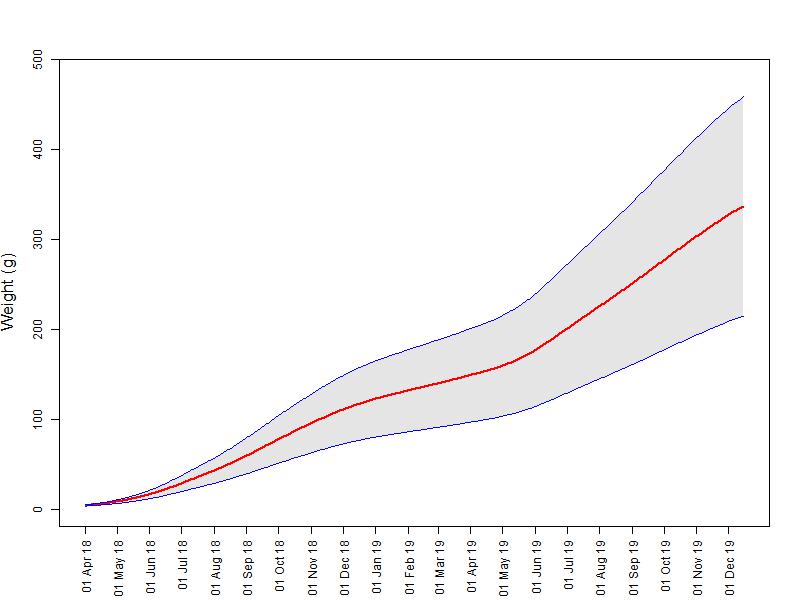 500
400
300
200
100
0
Weight (g)
01 Apr 18
01 May 18
01 Jun 18
01 Jul 18
01 Aug 18
01 Sep 18
01 Oct 18
01 Nov 18
01 Dec 18
01 Jan 19
01 Feb 19
01 Mar 19
01 Apr 19
01 May 19
01 Jun 19
01 Jul 19
01 Aug 19
01 Sep 19
01 Oct 19
01 Nov 19
01 Dec 19